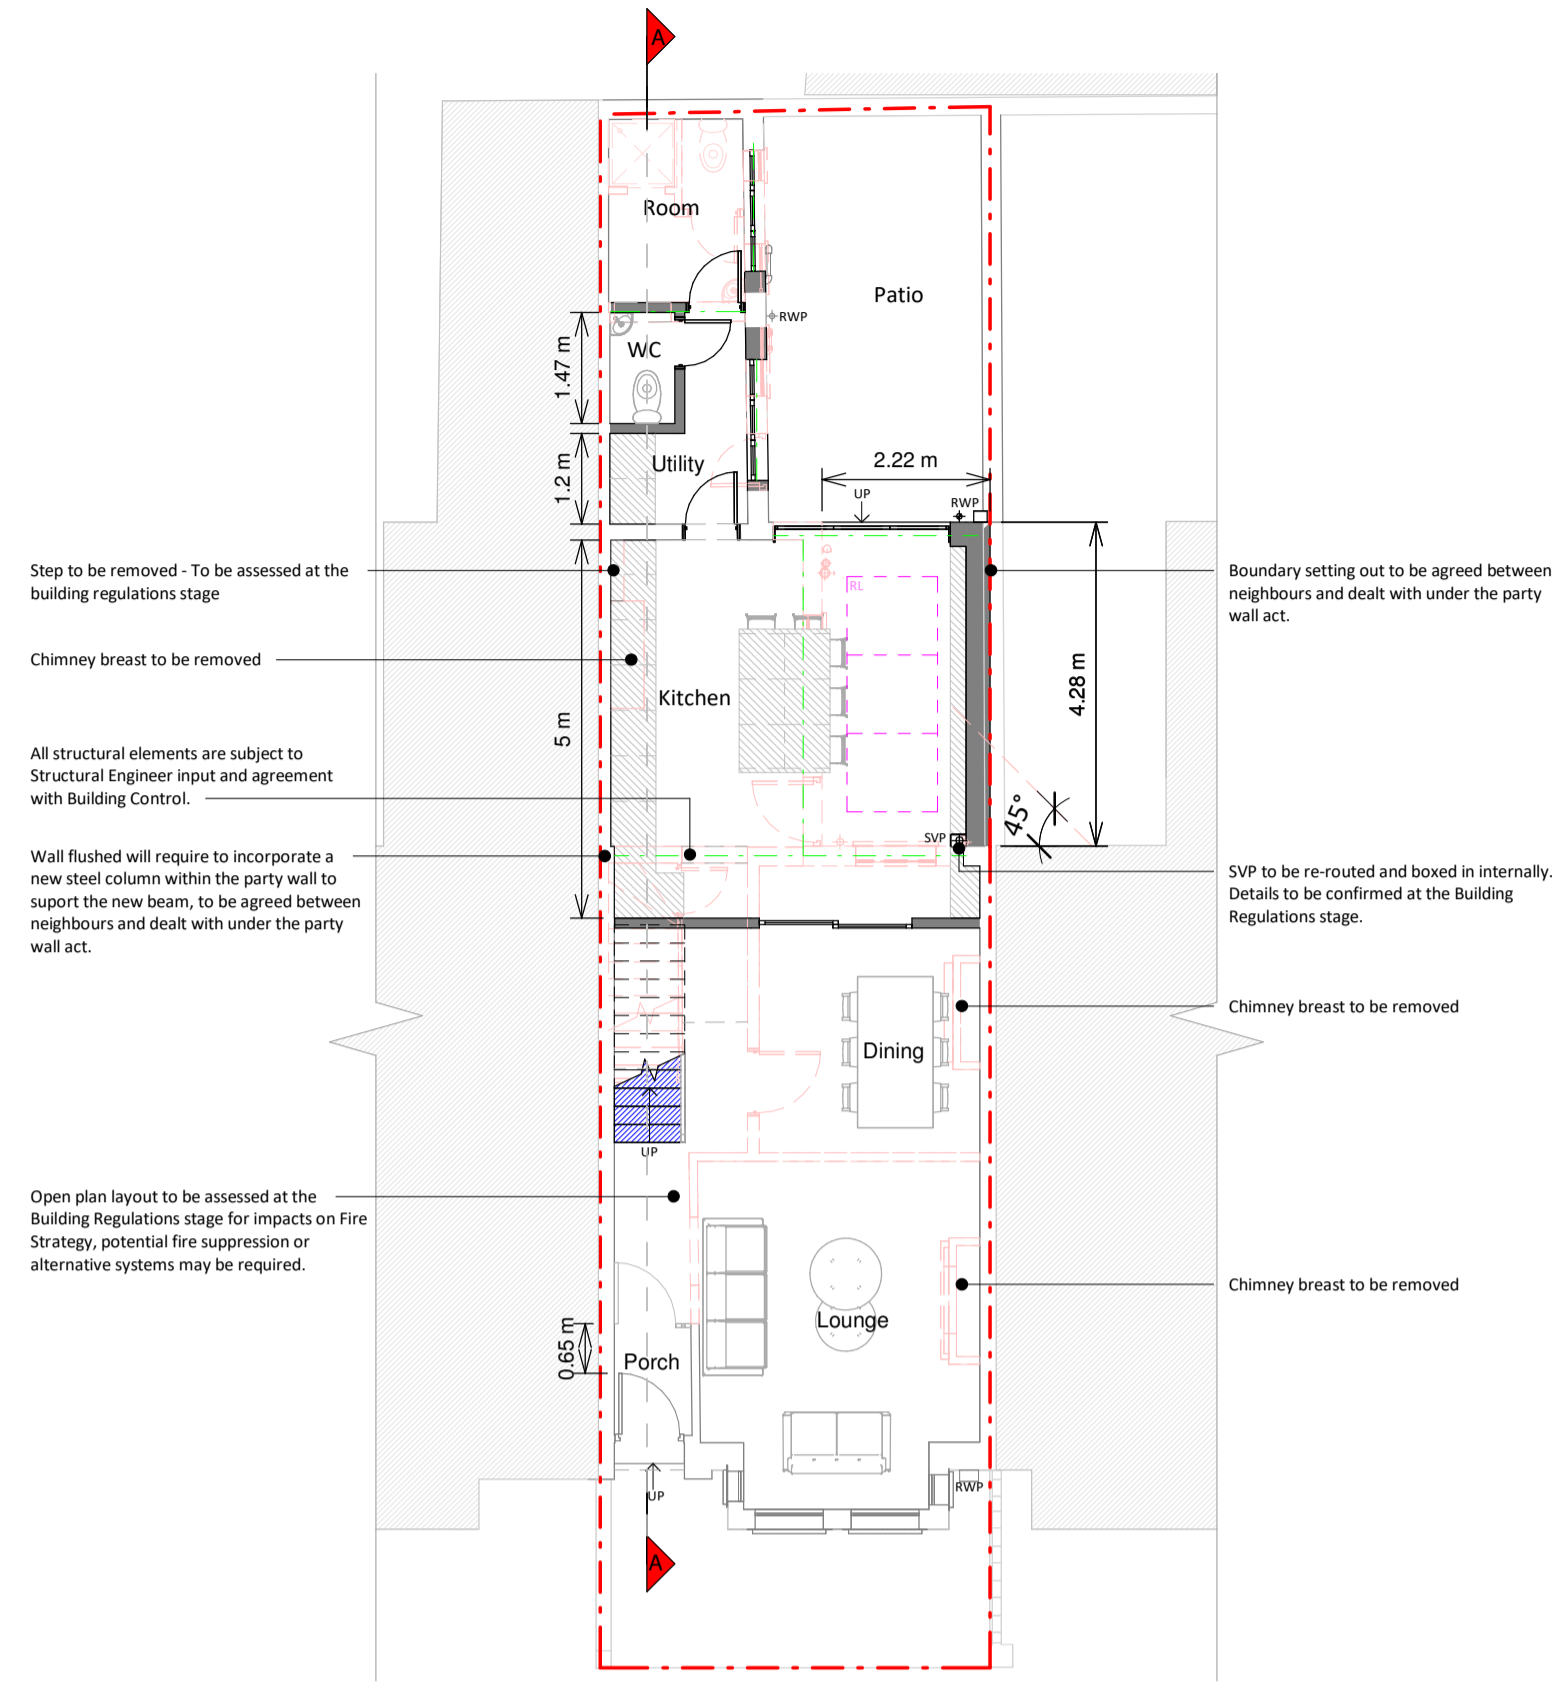 A
Room
Patio
RWP
WC
1.47 m
Utility
1.2 m
2.22 m
UP
RWP
Step to be removed - To be assessed at the
building regulations stage
Boundary setting out to be agreed between
neighbours and dealt with under the party
wall act.
RL
Chimney breast to be removed
Kitchen
4.28 m
5 m
All structural elements are subject to
Structural Engineer input and agreement
with Building Control.
45°
SVP
Wall flushed will require to incorporate a
new steel column within the party wall to
suport the new beam, to be agreed between
neighbours and dealt with under the party
wall act.
SVP to be re-routed and boxed in internally.
Details to be confirmed at the Building
Regulations stage.
Chimney breast to be removed
Dining
UP
Open plan layout to be assessed at the
Building Regulations stage for impacts on Fire
Strategy, potential fire suppression or
alternative systems may be required.
Chimney breast to be removed
Lounge
0.65 m
Porch
UP
RWP
A